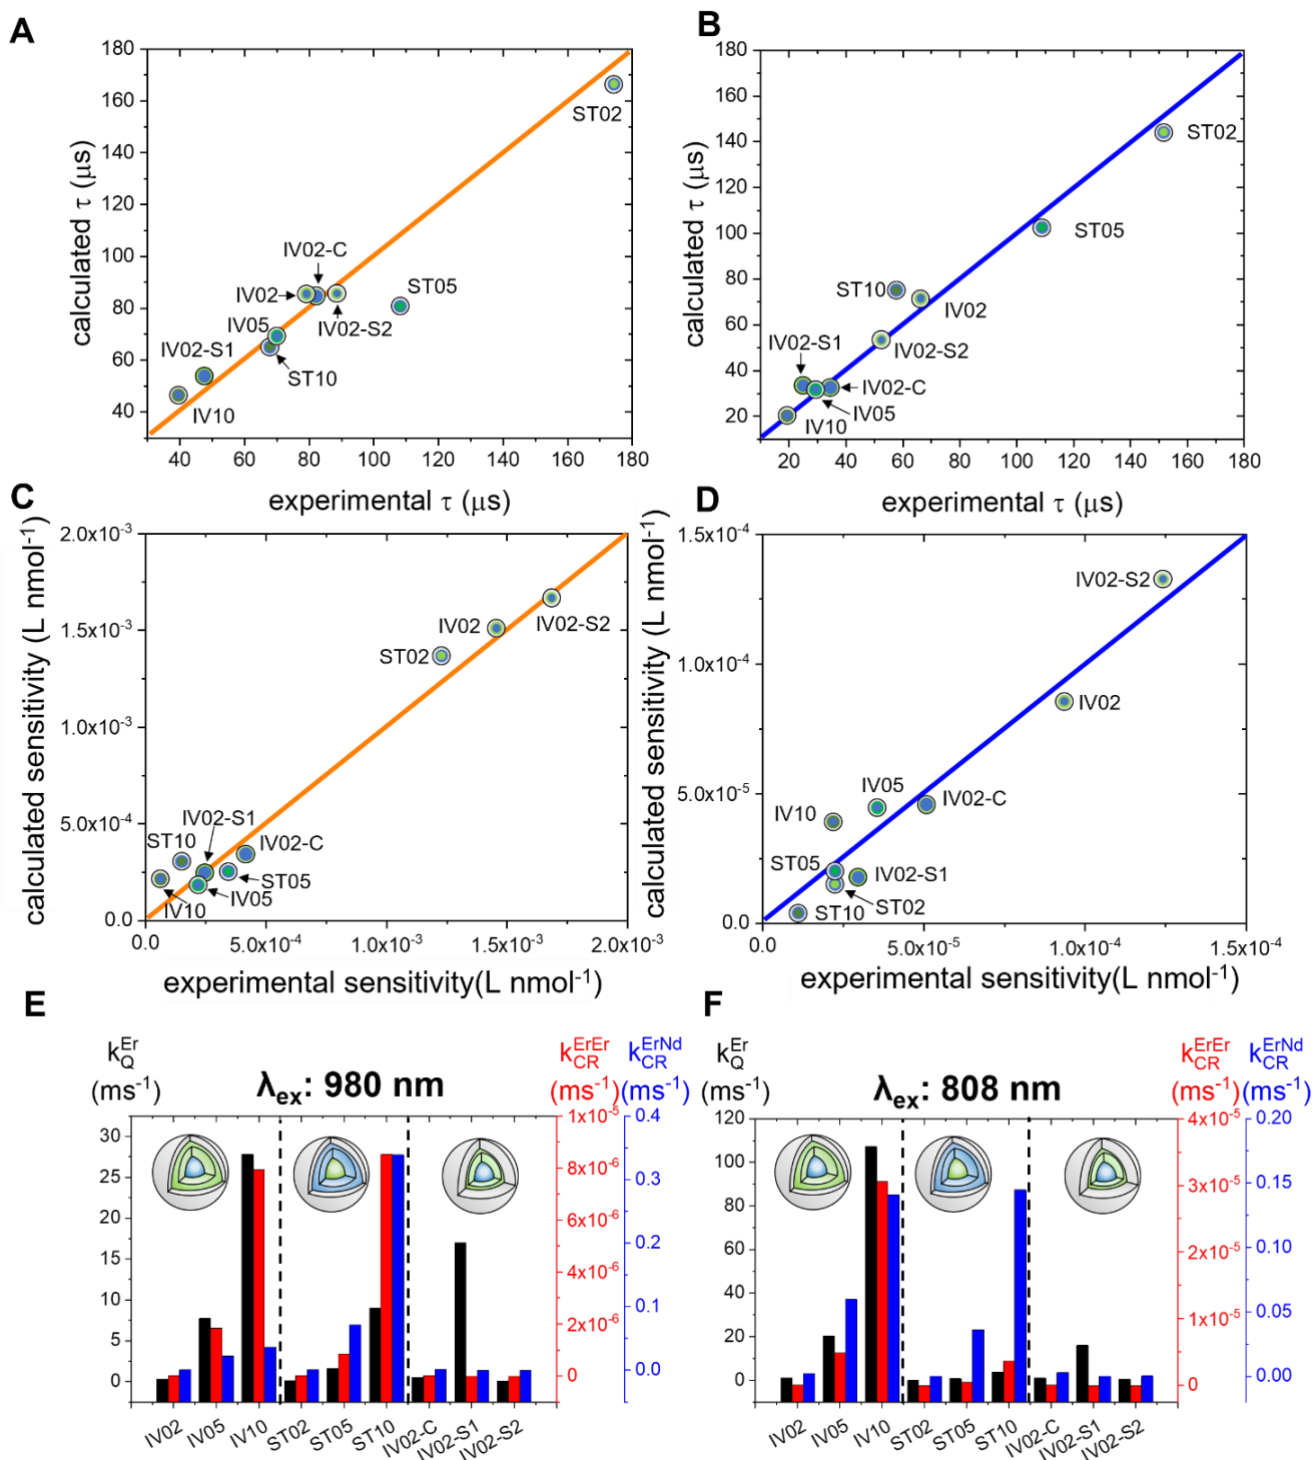 A
180
160
140
120
100
80
60
40
calculated τ (μs)
ST02
IV02-C
IV02
ST05
IV02-S2
IV05
IV02-S1
ST10
IV10
40 60 80 100 120 140 160 180
experimental τ (μs)
B
180
160
140
120
100
80
60
40
20
calculated τ (μs)
ST02
ST05
ST10
IV02
IV02-S1
IV02-S2
IV02-C
IV05
IV10
20 40 60 80 100 120 140 160 180
experimental τ (μs)
C
2.0x10⁻³
1.5x10⁻³
1.0x10⁻³
5.0x10⁻⁴
0.0
calculated sensitivity (L nmol⁻¹)
IV02
IV02-S2
ST02
IV02-S1
ST10
IV02-C
ST05
IV05
IV10
0.0 5.0x10⁻⁴ 1.0x10⁻³ 1.5x10⁻³ 2.0x10⁻³
experimental sensitivity(L nmol⁻¹)
D
1.5x10⁻⁴
1.0x10⁻⁴
5.0x10⁻⁵
0.0
calculated sensitivity (L nmol⁻¹)
IV02-S2
IV02
IV05
IV02-C
IV10
ST05
IV02-S1
ST02
ST10
0.0 5.0x10⁻⁵ 1.0x10⁻⁴ 1.5x10⁻⁴
experimental sensitivity(L nmol⁻¹)
E
k_Q^Er
(ms⁻¹)
λex: 980 nm
k_CR^ErEr
(ms⁻¹)
k_CR^ErNd
(ms⁻¹)
30
25
20
15
10
5
0
1x10⁻⁵
8x10⁻⁶
6x10⁻⁶
4x10⁻⁶
2x10⁻⁶
0
0.4
0.3
0.2
0.1
0.0
IV02 IV05 IV10 ST02 ST05 ST10 IV02-C IV02-S1 IV02-S2
F
k_Q^Er
(ms⁻¹)
λex: 808 nm
k_CR^ErEr
(ms⁻¹)
k_CR^ErNd
(ms⁻¹)
120
100
80
60
40
20
0
4x10⁻⁵
3x10⁻⁵
2x10⁻⁵
1x10⁻⁵
0
0.20
0.15
0.10
0.05
0.00
IV02 IV05 IV10 ST02 ST05 ST10 IV02-C IV02-S1 IV02-S2